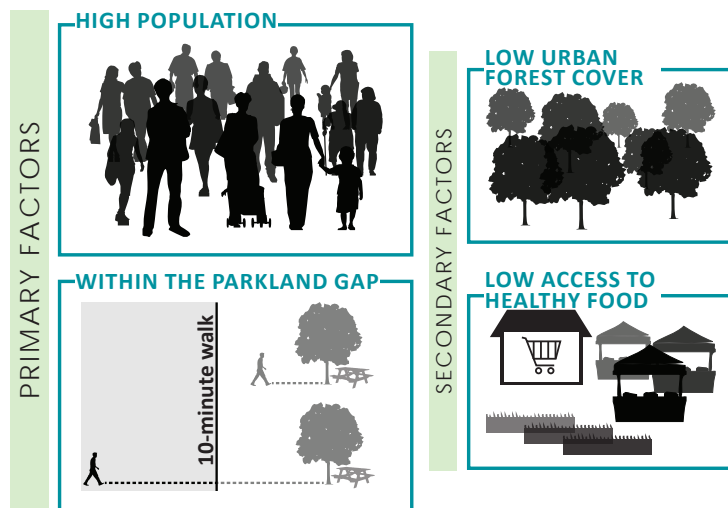 PRIMARY FACTORS
HIGH POPULATION
WITHIN THE PARKLAND GAP
10-minute walk
SECONDARY FACTORS
LOW URBAN
FOREST COVER
LOW ACCESS TO
HEALTHY FOOD